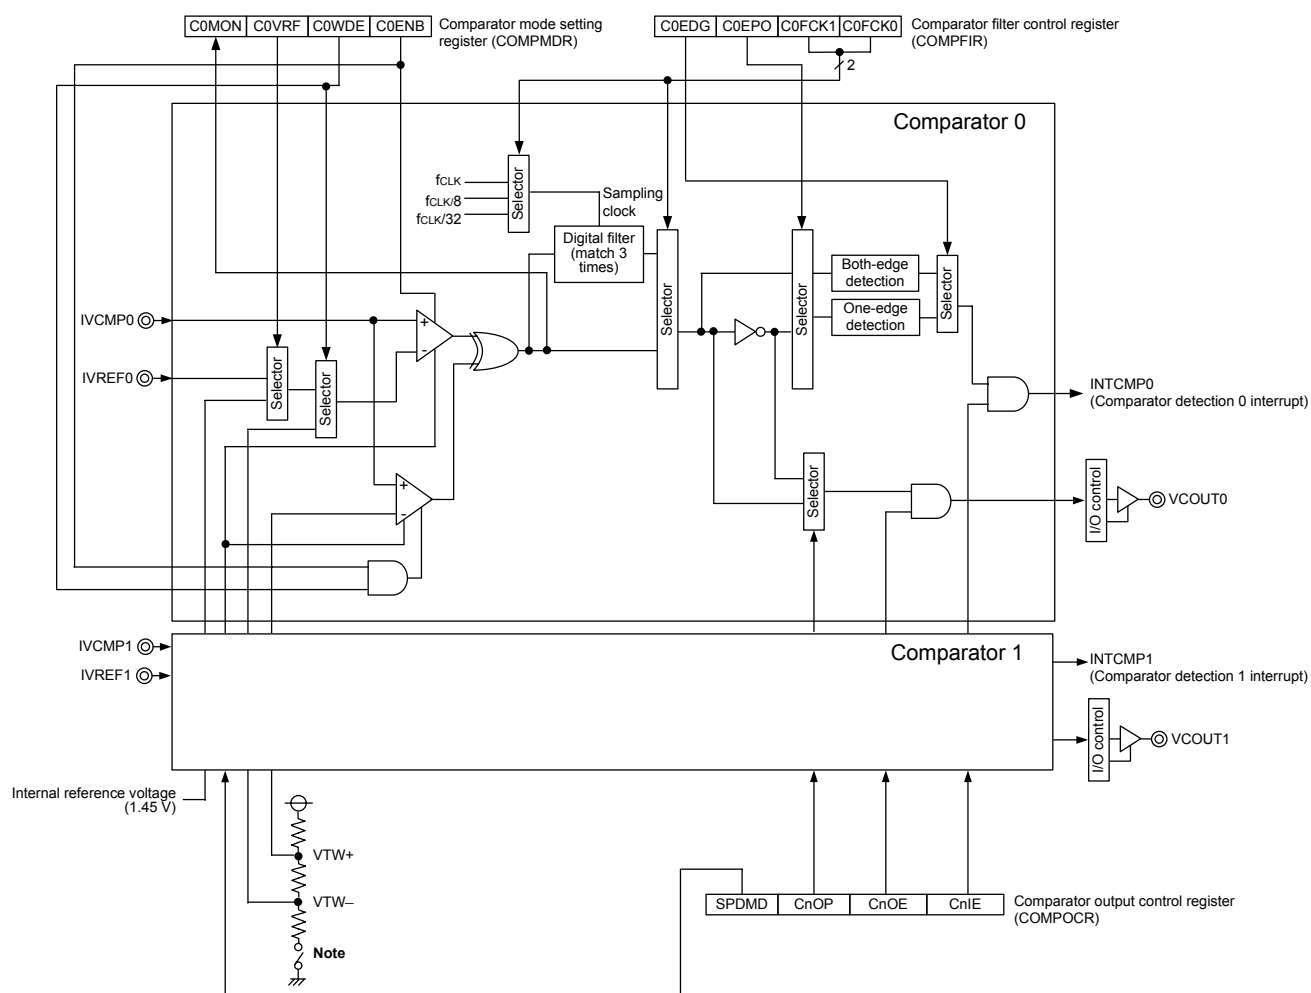 C0MON C0VRF C0WDE C0ENB
Comparator mode setting
register (COMPMDR)
C0EDG C0EPO C0FCK1 C0FCK0
Comparator filter control register
(COMPFIR)
2
Comparator 0
fCLK
fCLK/8
fCLK/32
Selector
Sampling
clock
Digital filter
(match 3
times)
Selector
Selector
Both-edge
detection
One-edge
detection
Selector
IVCMP0
+
-
IVREF0
Selector
Selector
INTCMP0
(Comparator detection 0 interrupt)
+
-
Selector
I/O control
VCOUT0
IVCMP1
IVREF1
Comparator 1
INTCMP1
(Comparator detection 1 interrupt)
I/O control
VCOUT1
Internal reference voltage
(1.45 V)
VTW+
VTW–
Note
SPDMD CnOP CnOE CnIE
Comparator output control register
(COMPOCR)